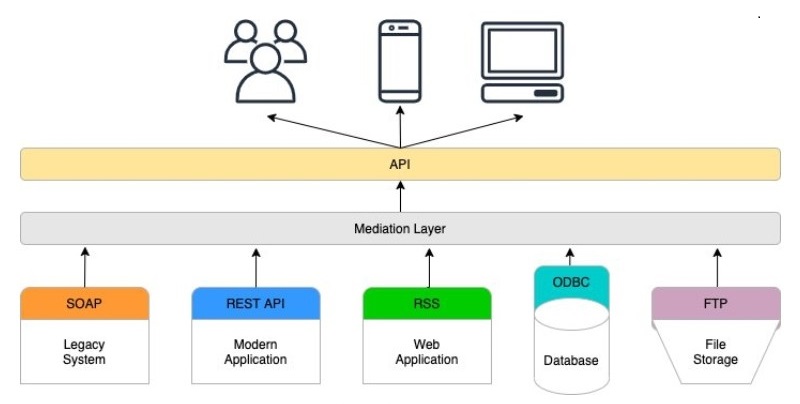 API
Mediation Layer
SOAP
Legacy
System
REST API
Modern
Application
RSS
Web
Application
ODBC
Database
FTP
File
Storage